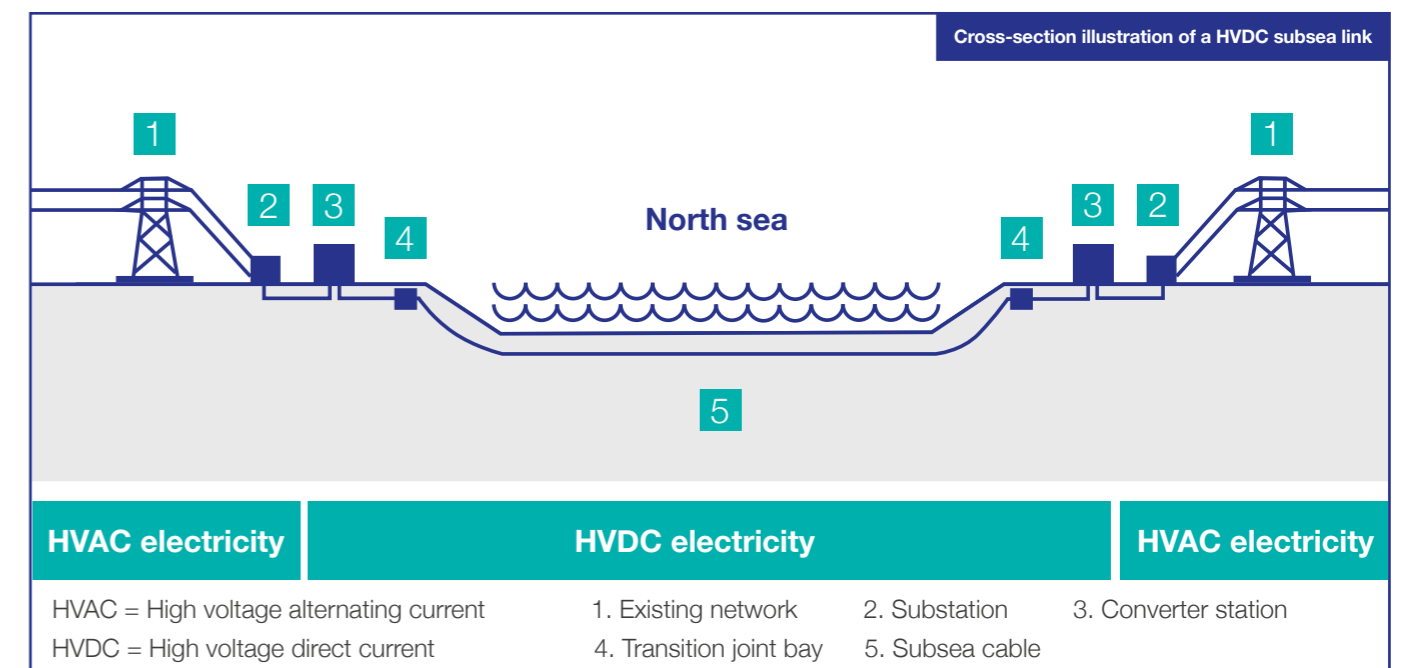 Cross-section illustration of a HVDC subsea link
1
1
2
3
4
North sea
4
3
2
5
HVAC electricity
HVDC electricity
HVAC electricity
HVAC = High voltage alternating current
1. Existing network
2. Substation
3. Converter station
HVDC = High voltage direct current
4. Transition joint bay
5. Subsea cable